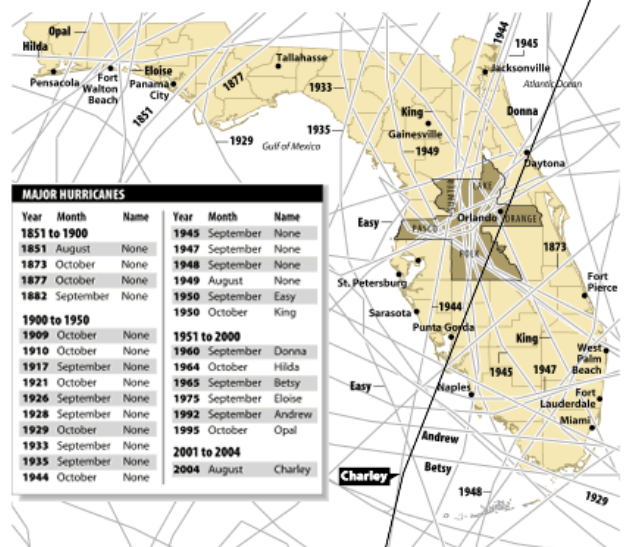 Opal
Hilda
Pensacola
Fort
Walton
Beach
Eloise
Panama
City
1851
1877
Tallahasse
1933
1929
1935
Gulf of Mexico
1944
1945
Jacksonville
Atlantic Ocean
Donna
King
Gainesville
1949
Daytona
LAKE
Orlando
ORANGE
PASCO
POLK
Easy
1873
St. Petersburg
Fort
Pierce
Sarasota
1944
Punta Gorda
King
West
Palm
Beach
1945
1947
Easy
Naples
Fort
Lauderdale
Miami
Andrew
Betsy
Charley
1948
1929
MAJOR HURRICANES
Year Month Name
1851 to 1900
1851 August None
1873 October None
1877 October None
1882 September None
1900 to 1950
1909 October None
1910 October None
1917 September None
1921 October None
1926 September None
1928 September None
1929 October None
1933 September None
1935 September None
1944 October None
Year Month Name
1945 September None
1947 September None
1948 September None
1949 August None
1950 September Easy
1950 October King
1951 to 2000
1960 September Donna
1964 October Hilda
1965 September Betsy
1975 September Eloise
1992 September Andrew
1995 October Opal
2001 to 2004
2004 August Charley